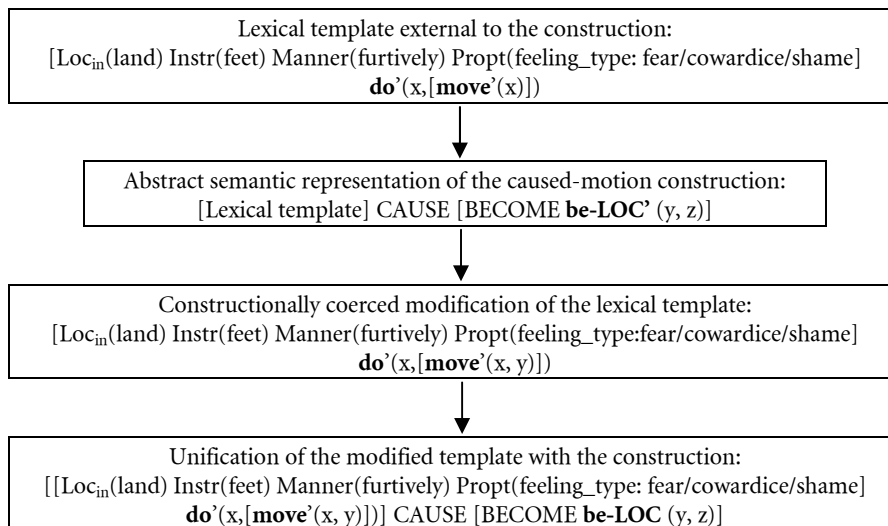 Lexical template external to the construction:
[Loc_in(land) Instr(feet) Manner(furtively) Propt(feeling_type: fear/cowardice/shame]
do’(x,[move’(x)])
Abstract semantic representation of the caused-motion construction:
[Lexical template] CAUSE [BECOME be-LOC’ (y, z)]
Constructionally coerced modification of the lexical template:
[Loc_in(land) Instr(feet) Manner(furtively) Propt(feeling_type:fear/cowardice/shame]
do’(x,[move’(x, y)])
Unification of the modified template with the construction:
[[Loc_in(land) Instr(feet) Manner(furtively) Propt(feeling_type: fear/cowardice/shame]
do’(x,[move’(x, y)])] CAUSE [BECOME be-LOC (y, z)]